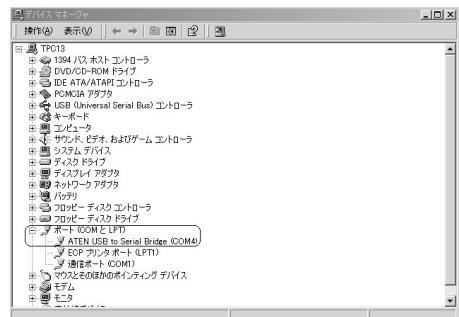 デバイス マネージャ
操作(A) 表示(V)
TPC13
1394 バス ホスト コントローラ
DVD/CD-ROM ドライブ
IDE ATA/ATAPI コントローラ
PCMCIA アダプタ
USB (Universal Serial Bus) コントローラ
キーボード
コンピュータ
サウンド、ビデオ、およびゲーム コントローラ
システム デバイス
ディスク ドライブ
ディスプレイ アダプタ
ネットワーク アダプタ
バッテリ
フロッピー ディスク コントローラ
フロッピー ディスク ドライブ
ポート (COM と LPT)
ATEN USB to Serial Bridge (COM4)
ECP プリンタ ポート (LPT1)
通信ポート (COM1)
マウスとそのほかのポインティング デバイス
モデム
モニタ